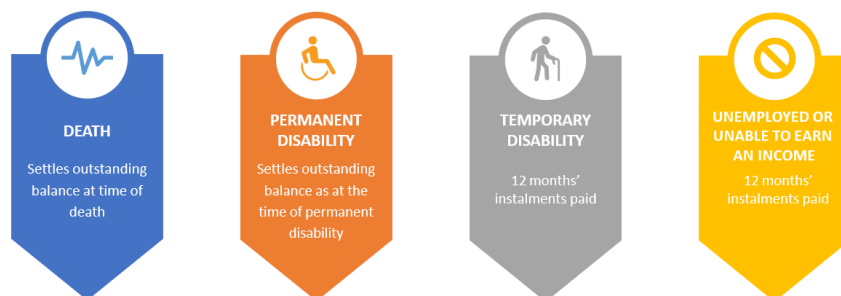 DEATH
Settles outstanding
balance at time of
death
PERMANENT
DISABILITY
Settles outstanding
balance as at the
time of permanent
disability
TEMPORARY
DISABILITY
12 months’
instalments paid
UNEMPLOYED OR
UNABLE TO EARN
AN INCOME
12 months’
instalments paid